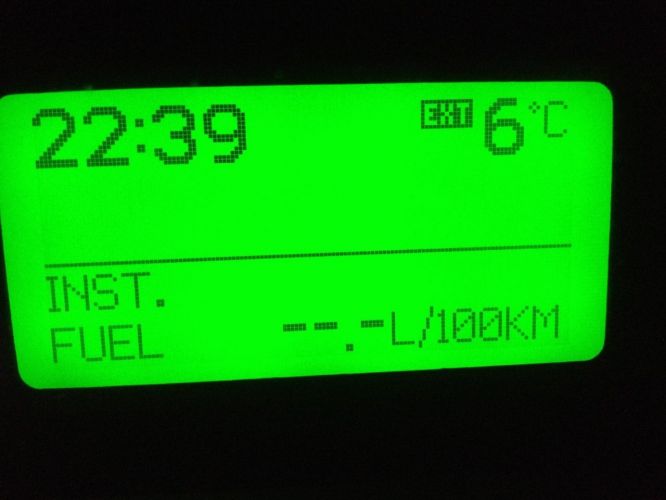 22:39 EXT 6°C
INST.
FUEL --.-L/100KM